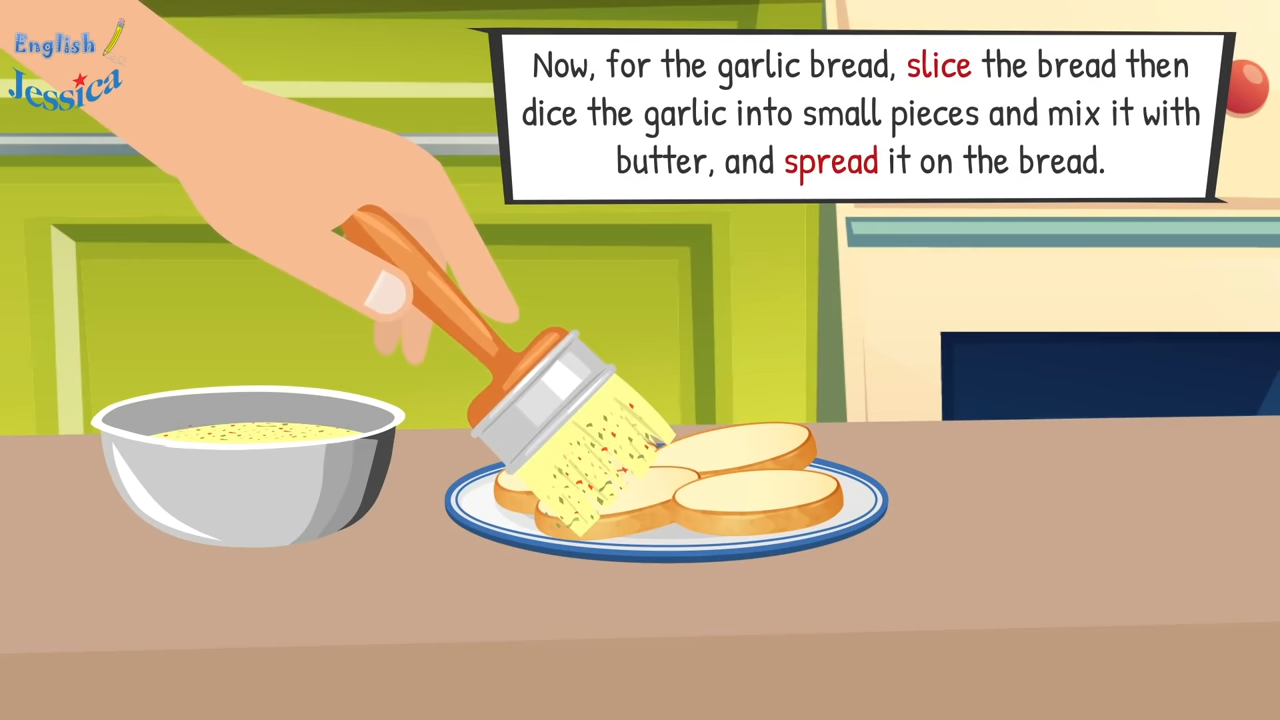 English
Jessica
Now, for the garlic bread, slice the bread then
dice the garlic into small pieces and mix it with
butter, and spread it on the bread.